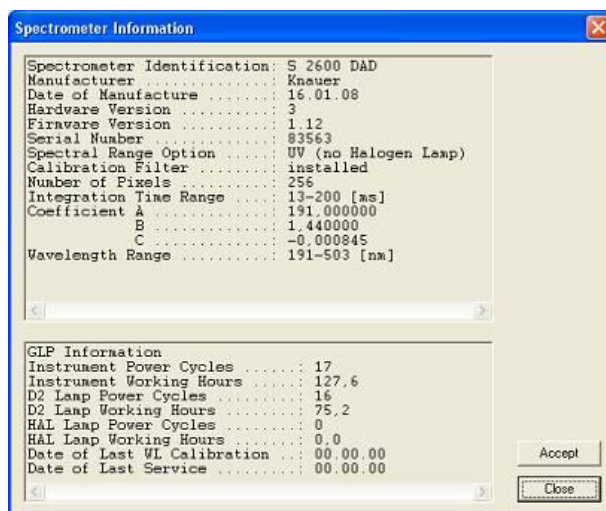 Spectrometer Information
Spectrometer Identification: S 2600 DAD
Manufacturer ...............: Knauer
Date of Manufacture ........: 16.01.08
Hardware Version ...........: 3
Firmware Version ...........: 1.12
Serial Number ..............: 83563
Spectral Range Option ......: UV (no Halogen Lamp)
Calibration Filter .........: installed
Number of Pixels ...........: 256
Integration Time Range .....: 13-200 [ms]
Coefficient A ..............: 191,000000
B ..............: 1,440000
C ..............: -0,000845
Wavelength Range ...........: 191-503 [nm]
GLP Information
Instrument Power Cycles ......: 17
Instrument Working Hours .....: 127,6
D2 Lamp Power Cycles .........: 16
D2 Lamp Working Hours ........: 75,2
HAL Lamp Power Cycles ........: 0
HAL Lamp Working Hours .......: 0,0
Date of Last WL Calibration ..: 00.00.00
Date of Last Service .........: 00.00.00
Accept
Close